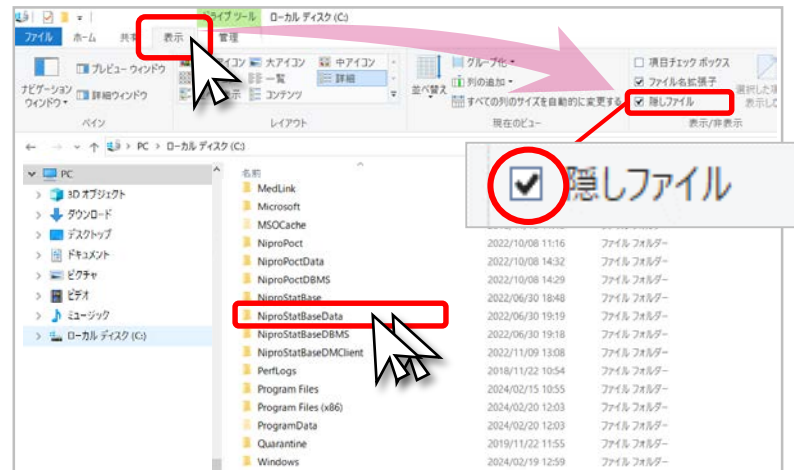 ドライブ ツール ローカル ディスク (C:)
ファイル ホーム 共有 表示 管理
プレビュー ウィンドウ
詳細ウィンドウ
ナビゲーション
ウィンドウ
ペイン
大アイコン 中アイコン
一覧 詳細
コンテンツ
レイアウト
並べ替え
グループ化
列の追加
すべての列のサイズを自動的に変更する
現在のビュー
項目チェック ボックス
ファイル名拡張子
隠しファイル
表示/非表示
PC > ローカル ディスク (C:)
隠しファイル
PC
3D オブジェクト
ダウンロード
デスクトップ
ドキュメント
ピクチャ
ビデオ
ミュージック
ローカル ディスク (C:)
名前
MedLink
Microsoft
MSOCache
NiproPoct 2022/10/08 11:16 ファイル フォルダー
NiproPoctData 2022/10/08 14:32 ファイル フォルダー
NiproPoctDBMS 2022/10/08 14:29 ファイル フォルダー
NiproStatBase 2022/06/30 18:48 ファイル フォルダー
NiproStatBaseData 2022/06/30 19:19 ファイル フォルダー
NiproStatBaseDBMS 2022/06/30 19:18 ファイル フォルダー
NiproStatBaseDMClient 2022/11/09 13:08 ファイル フォルダー
PerfLogs 2018/11/22 10:54 ファイル フォルダー
Program Files 2024/02/15 10:55 ファイル フォルダー
Program Files (x86) 2024/02/20 12:03 ファイル フォルダー
ProgramData 2024/02/20 12:03 ファイル フォルダー
Quarantine 2019/11/22 11:55 ファイル フォルダー
Windows 2024/02/19 12:59 ファイル フォルダー